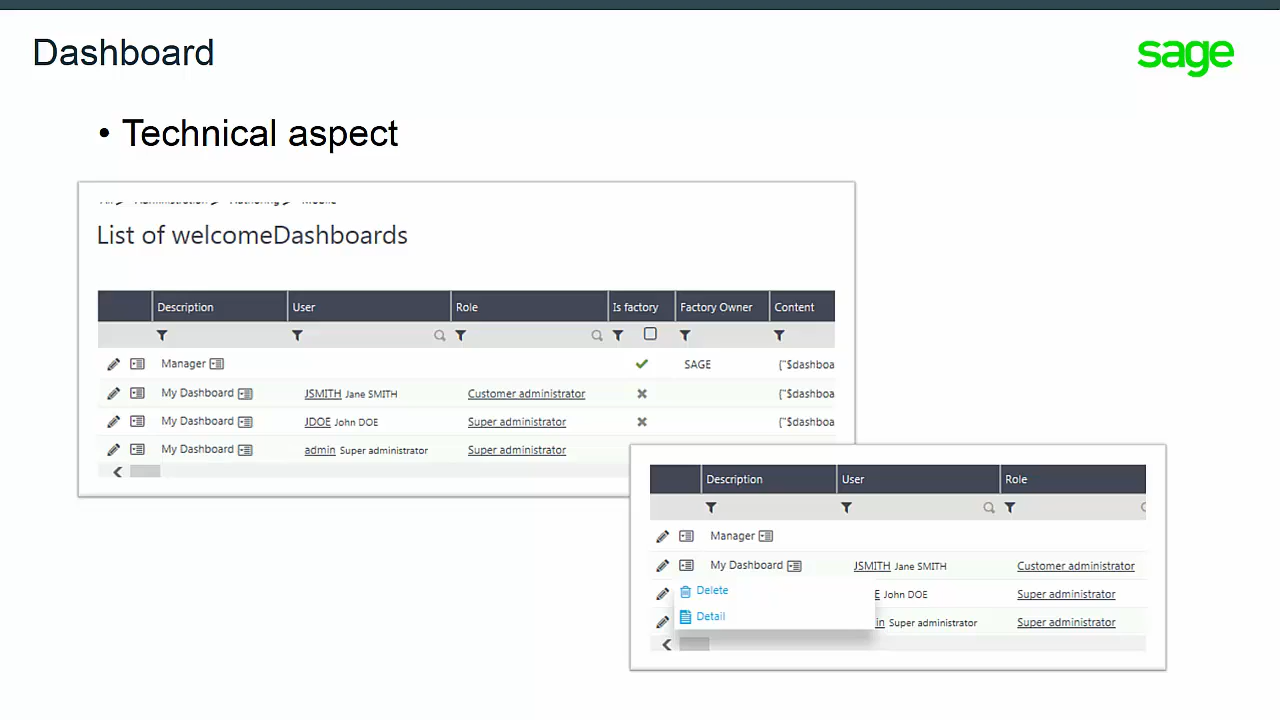 Dashboard
sage
• Technical aspect
List of welcomeDashboards
Description User Role Is factory Factory Owner Content
Manager SAGE {"$dashboa
My Dashboard JSMITH Jane SMITH Customer administrator {"$dashboa
My Dashboard JDOE John DOE Super administrator {"$dashboa
My Dashboard admin Super administrator Super administrator
Description User Role
Manager
My Dashboard JSMITH Jane SMITH Customer administrator
Delete E John DOE Super administrator
Detail in Super administrator Super administrator